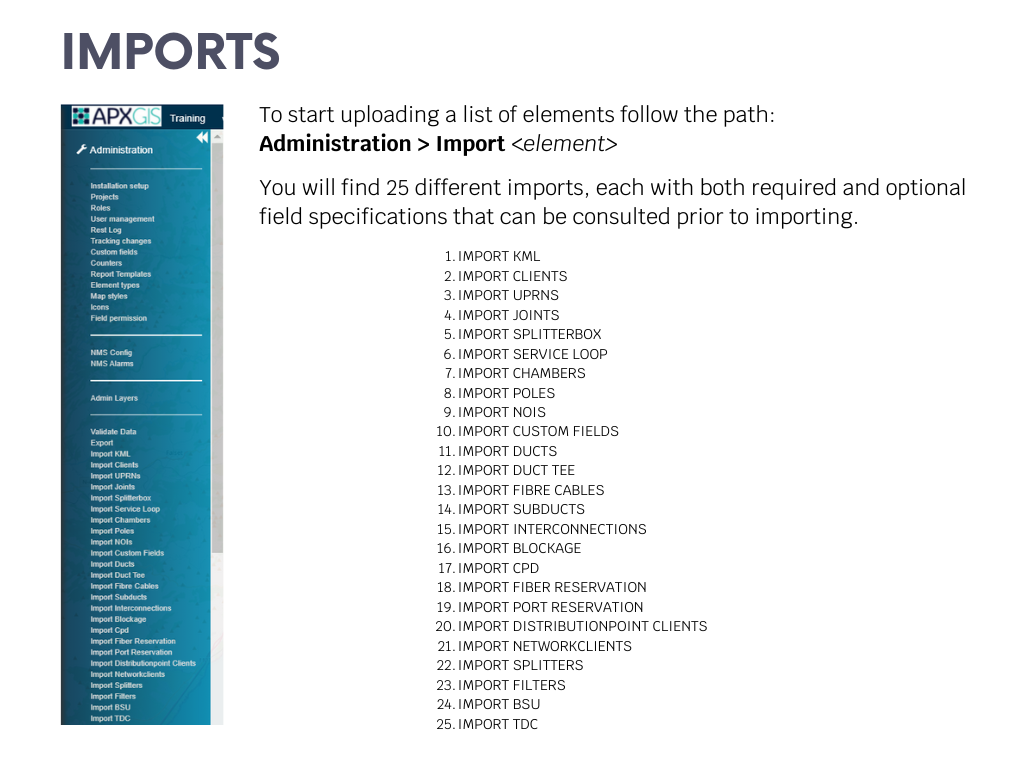 IMPORTS
APXGIS Training
Administration
Installation setup
Projects
Roles
User management
Rest Log
Tracking changes
Custom fields
Counters
Report Templates
Element types
Map styles
Icons
Field permission
NMS Config
NMS Alarms
Admin Layers
Validate Data
Export
Import KML
Import Clients
Import UPRNs
Import Joints
Import Splitterbox
Import Service Loop
Import Chambers
Import Poles
Import NOIs
Import Custom Fields
Import Ducts
Import Duct Tee
Import Fibre Cables
Import Subducts
Import Interconnections
Import Blockage
Import Cpd
Import Fiber Reservation
Import Port Reservation
Import Distributionpoint Clients
Import Networkclients
Import Splitters
Import Filters
Import BSU
Import TDC
To start uploading a list of elements follow the path:
Administration > Import <element>
You will find 25 different imports, each with both required and optional
field specifications that can be consulted prior to importing.
1. IMPORT KML
2. IMPORT CLIENTS
3. IMPORT UPRNS
4. IMPORT JOINTS
5. IMPORT SPLITTERBOX
6. IMPORT SERVICE LOOP
7. IMPORT CHAMBERS
8. IMPORT POLES
9. IMPORT NOIS
10. IMPORT CUSTOM FIELDS
11. IMPORT DUCTS
12. IMPORT DUCT TEE
13. IMPORT FIBRE CABLES
14. IMPORT SUBDUCTS
15. IMPORT INTERCONNECTIONS
16. IMPORT BLOCKAGE
17. IMPORT CPD
18. IMPORT FIBER RESERVATION
19. IMPORT PORT RESERVATION
20. IMPORT DISTRIBUTIONPOINT CLIENTS
21. IMPORT NETWORKCLIENTS
22. IMPORT SPLITTERS
23. IMPORT FILTERS
24. IMPORT BSU
25. IMPORT TDC